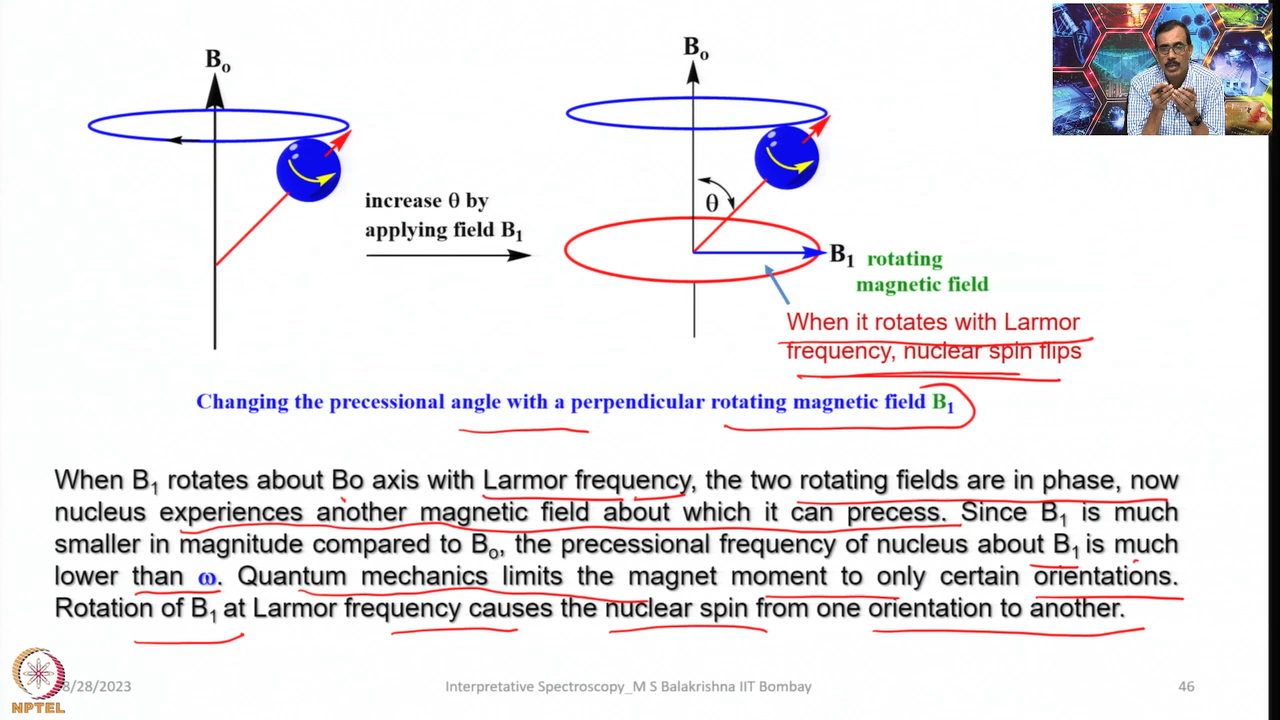 Bo
Bo
increase θ by
applying field B1
θ
B1 rotating
magnetic field
When it rotates with Larmor
frequency, nuclear spin flips
Changing the precessional angle with a perpendicular rotating magnetic field B1
When B1 rotates about Bo axis with Larmor frequency, the two rotating fields are in phase, now
nucleus experiences another magnetic field about which it can precess. Since B1 is much
smaller in magnitude compared to Bo, the precessional frequency of nucleus about B1 is much
lower than ω. Quantum mechanics limits the magnet moment to only certain orientations.
Rotation of B1 at Larmor frequency causes the nuclear spin from one orientation to another.
8/28/2023
Interpretative Spectroscopy_M S Balakrishna IIT Bombay
46
NPTEL